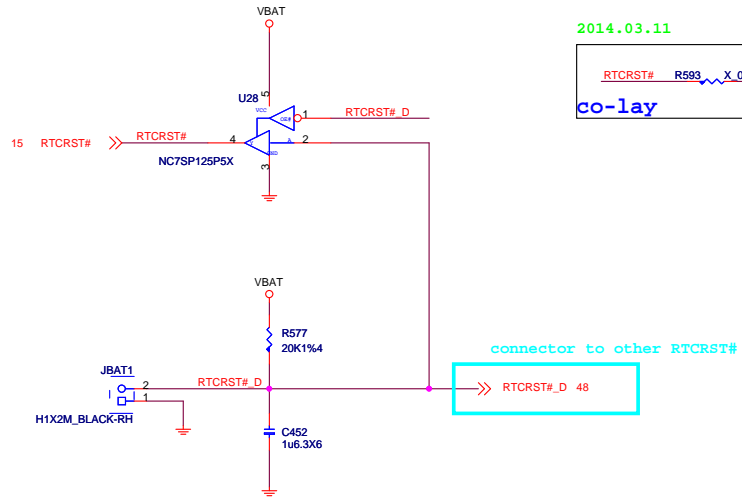 VBAT
2014.03.11
RTCRST# R593 X_0
co-lay
U28
5
VCC
OE#
1
RTCRST#_D
15 RTCRST#
RTCRST#
4
Y
A
2
GND
3
NC7SP125P5X
VBAT
R577
20K1%4
connector to other RTCRST#
JBAT1
2
RTCRST#_D
1
RTCRST#_D 48
H1X2M_BLACK-RH
C452
1u6.3X6